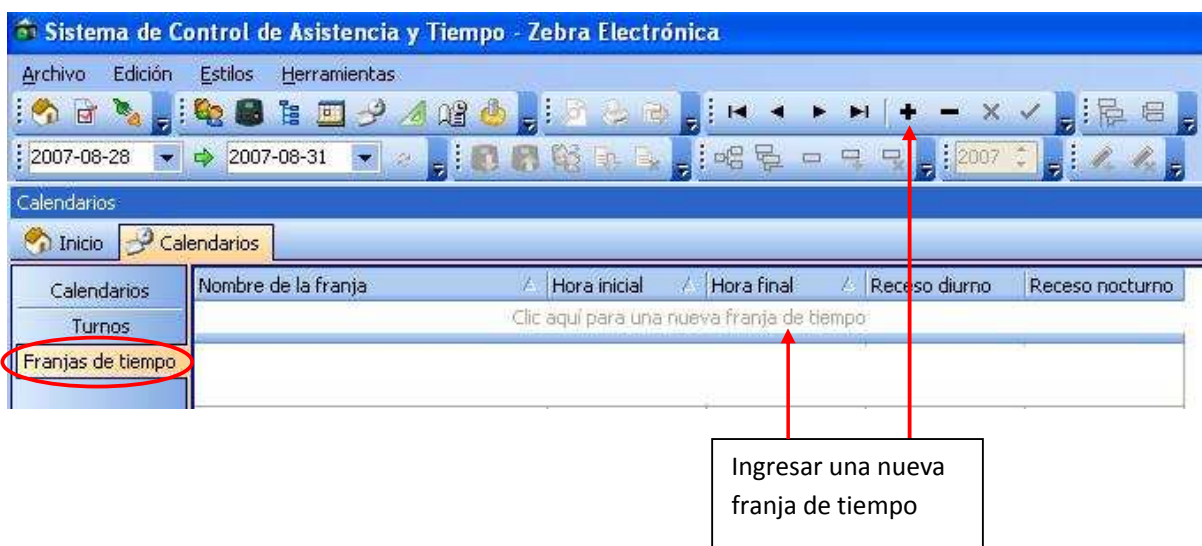 Sistema de Control de Asistencia y Tiempo - Zebra Electrónica
Archivo Edición Estilos Herramientas
2007-08-28 2007-08-31 2007
Calendarios
Inicio Calendarios
Calendarios
Turnos
Franjas de tiempo
Nombre de la franja Hora inicial Hora final Receso diurno Receso nocturno
Clic aquí para una nueva franja de tiempo
Ingresar una nueva
franja de tiempo